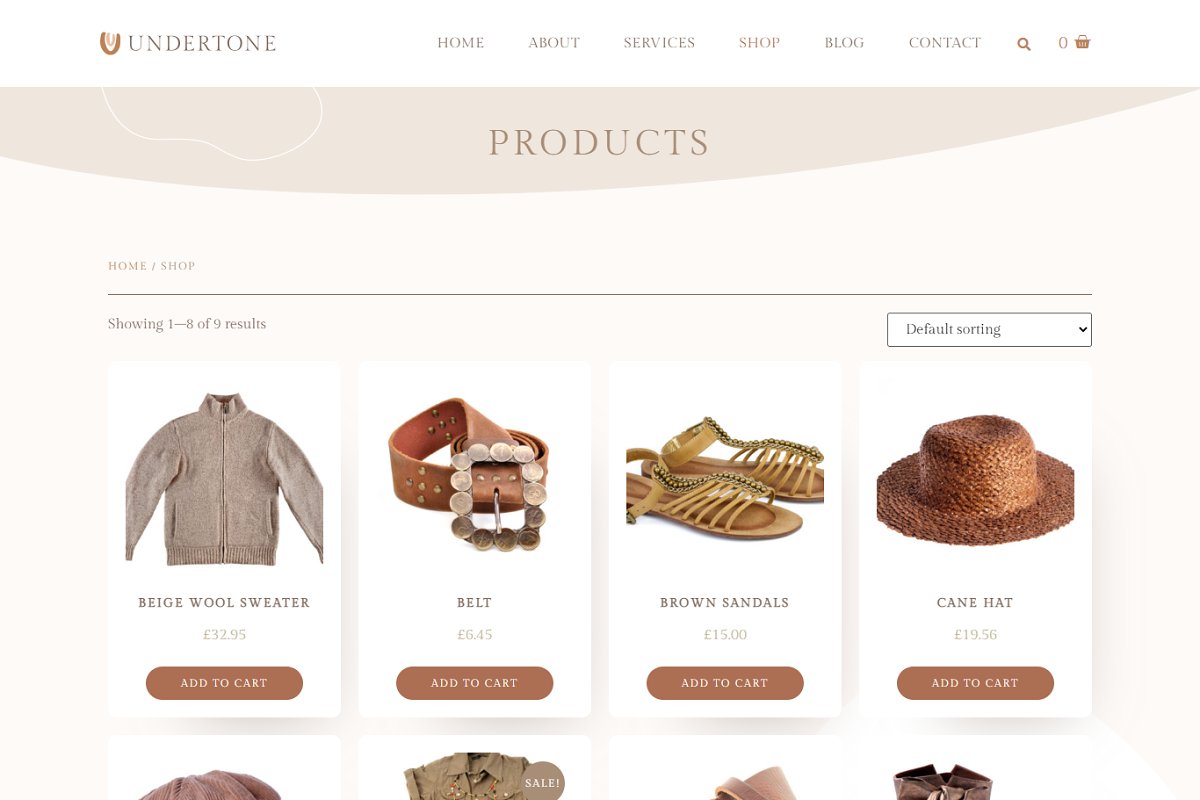 UNDERTONE
HOME ABOUT SERVICES SHOP BLOG CONTACT 0
PRODUCTS
HOME / SHOP
Showing 1—8 of 9 results
Default sorting
BEIGE WOOL SWEATER
£32.95
ADD TO CART
BELT
£6.45
ADD TO CART
BROWN SANDALS
£15.00
ADD TO CART
CANE HAT
£19.56
ADD TO CART
SALE!